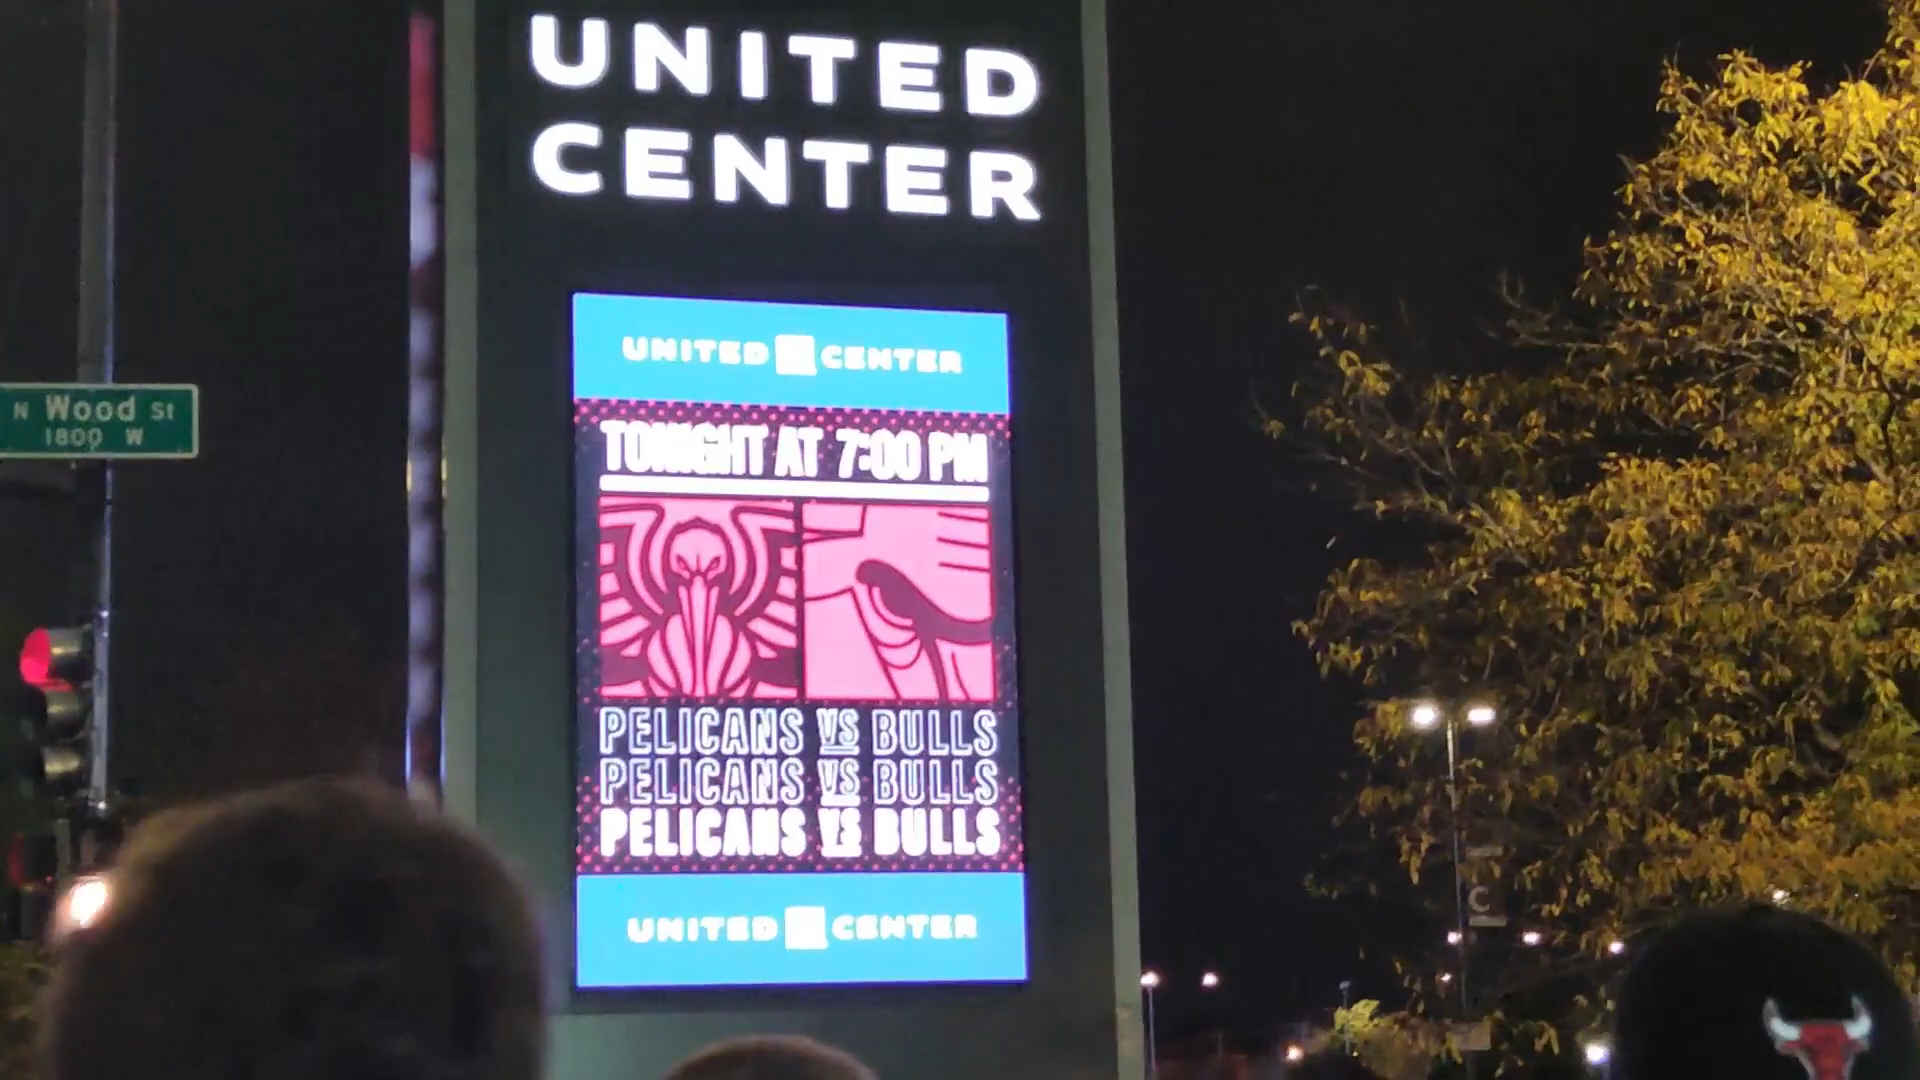 UNITED
CENTER
UNITED CENTER
N Wood St
1800 W
TONIGHT AT 7:00 PM
PELICANS VS BULLS
PELICANS VS BULLS
PELICANS VS BULLS
C
UNITED CENTER